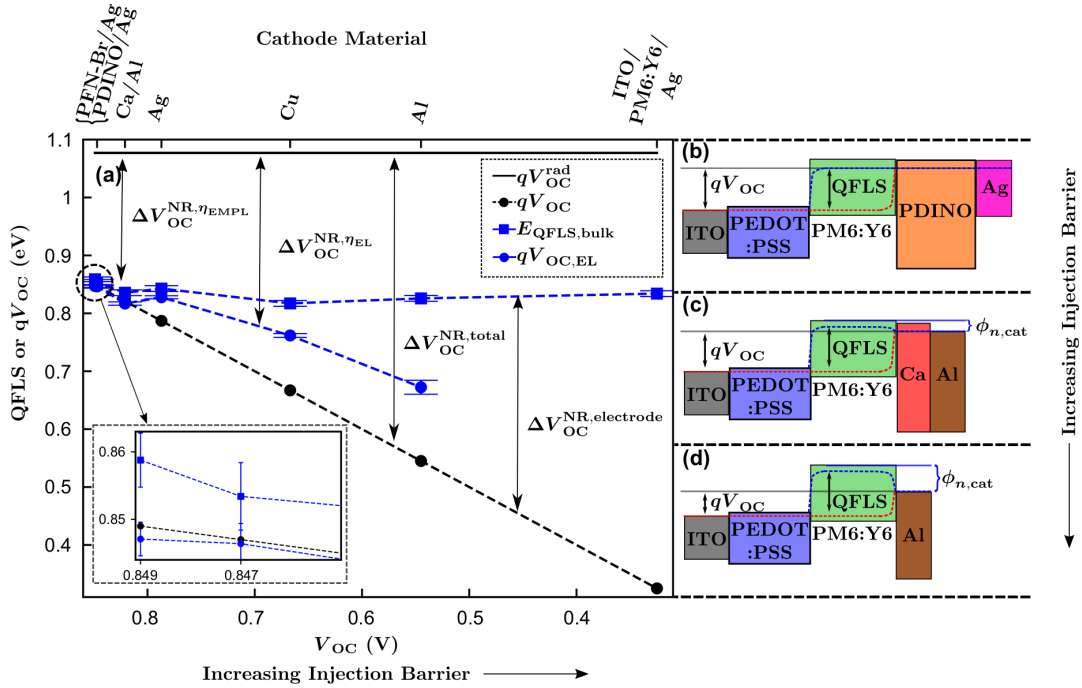 Cathode Material
{PFN-Br/Ag
{PDINO/Ag
Ca/Al
Ag
Cu
Al
ITO/
PM6:Y6/
Ag
(a)
QFLS or qV_OC (eV)
1.1
1
0.9
0.8
0.7
0.6
0.5
0.4
qV_OC^rad
qV_OC
E_QFLS,bulk
qV_OC,EL
ΔV_OC^NR,η_EMPL
ΔV_OC^NR,η_EL
ΔV_OC^NR,total
ΔV_OC^NR,electrode
0.86
0.85
0.849
0.847
0.8
0.7
0.6
0.5
0.4
V_OC (V)
Increasing Injection Barrier
(b)
qV_OC
QFLS
ITO
PEDOT
:PSS
PM6:Y6
PDINO
Ag
(c)
ϕ_n,cat
qV_OC
QFLS
ITO
PEDOT
:PSS
PM6:Y6
Ca
Al
(d)
ϕ_n,cat
qV_OC
QFLS
ITO
PEDOT
:PSS
PM6:Y6
Al
Increasing Injection Barrier